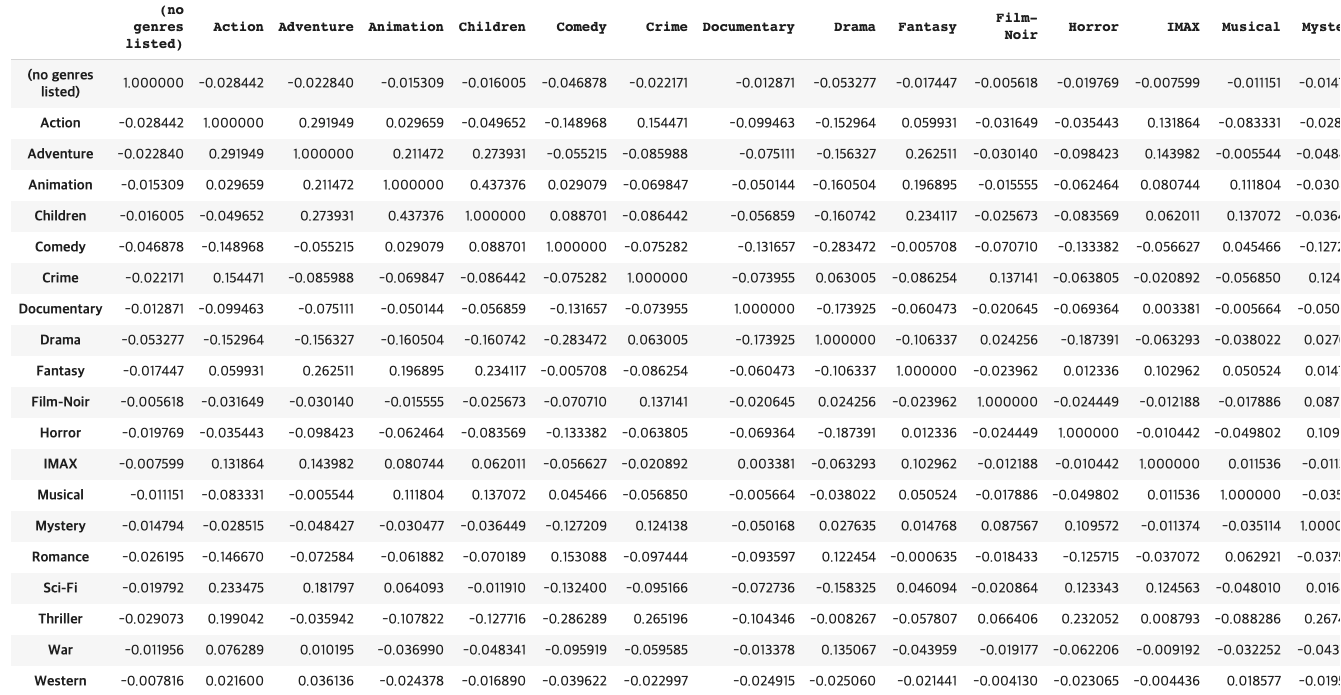 (no genres listed) Action Adventure Animation Children Comedy Crime Documentary Drama Fantasy Film-Noir Horror IMAX Musical Myste
(no genres listed) 1.000000 -0.028442 -0.022840 -0.015309 -0.016005 -0.046878 -0.022171 -0.012871 -0.053277 -0.017447 -0.005618 -0.019769 -0.007599 -0.011151 -0.014
Action -0.028442 1.000000 0.291949 0.029659 -0.049652 -0.148968 0.154471 -0.099463 -0.152964 0.059931 -0.031649 -0.035443 0.131864 -0.083331 -0.028
Adventure -0.022840 0.291949 1.000000 0.211472 0.273931 -0.055215 -0.085988 -0.075111 -0.156327 0.262511 -0.030140 -0.098423 0.143982 -0.005544 -0.048
Animation -0.015309 0.029659 0.211472 1.000000 0.437376 0.029079 -0.069847 -0.050144 -0.160504 0.196895 -0.015555 -0.062464 0.080744 0.111804 -0.030
Children -0.016005 -0.049652 0.273931 0.437376 1.000000 0.088701 -0.086442 -0.056859 -0.160742 0.234117 -0.025673 -0.083569 0.062011 0.137072 -0.036
Comedy -0.046878 -0.148968 -0.055215 0.029079 0.088701 1.000000 -0.075282 -0.131657 -0.283472 -0.005708 -0.070710 -0.133382 -0.056627 0.045466 -0.127
Crime -0.022171 0.154471 -0.085988 -0.069847 -0.086442 -0.075282 1.000000 -0.073955 0.063005 -0.086254 0.137141 -0.063805 -0.020892 -0.056850 0.124
Documentary -0.012871 -0.099463 -0.075111 -0.050144 -0.056859 -0.131657 -0.073955 1.000000 -0.173925 -0.060473 -0.020645 -0.069364 0.003381 -0.005664 -0.050
Drama -0.053277 -0.152964 -0.156327 -0.160504 -0.160742 -0.283472 0.063005 -0.173925 1.000000 -0.106337 0.024256 -0.187391 -0.063293 -0.038022 0.027
Fantasy -0.017447 0.059931 0.262511 0.196895 0.234117 -0.005708 -0.086254 -0.060473 -0.106337 1.000000 -0.023962 0.012336 0.102962 0.050524 0.014
Film-Noir -0.005618 -0.031649 -0.030140 -0.015555 -0.025673 -0.070710 0.137141 -0.020645 0.024256 -0.023962 1.000000 -0.024449 -0.012188 -0.017886 0.087
Horror -0.019769 -0.035443 -0.098423 -0.062464 -0.083569 -0.133382 -0.063805 -0.069364 -0.187391 0.012336 -0.024449 1.000000 -0.010442 -0.049802 0.109
IMAX -0.007599 0.131864 0.143982 0.080744 0.062011 -0.056627 -0.020892 0.003381 -0.063293 0.102962 -0.012188 -0.010442 1.000000 0.011536 -0.011
Musical -0.011151 -0.083331 -0.005544 0.111804 0.137072 0.045466 -0.056850 -0.005664 -0.038022 0.050524 -0.017886 -0.049802 0.011536 1.000000 -0.035
Mystery -0.014794 -0.028515 -0.048427 -0.030477 -0.036449 -0.127209 0.124138 -0.050168 0.027635 0.014768 0.087567 0.109572 -0.011374 -0.035114 1.0000
Romance -0.026195 -0.146670 -0.072584 -0.061882 -0.070189 0.153088 -0.097444 -0.093597 0.122454 -0.000635 -0.018433 -0.125715 -0.037072 0.062921 -0.037
Sci-Fi -0.019792 0.233475 0.181797 0.064093 -0.011910 -0.132400 -0.095166 -0.072736 -0.158325 0.046094 -0.020864 0.123343 0.124563 -0.048010 0.016
Thriller -0.029073 0.199042 -0.035942 -0.107822 -0.127716 -0.286289 0.265196 -0.104346 -0.008267 -0.057807 0.066406 0.232052 0.008793 -0.088286 0.267
War -0.011956 0.076289 0.010195 -0.036990 -0.048341 -0.095919 -0.059585 -0.013378 0.135067 -0.043959 -0.019177 -0.062206 -0.009192 -0.032252 -0.043
Western -0.007816 0.021600 0.036136 -0.024378 -0.016890 -0.039622 -0.022997 -0.024915 -0.025060 -0.021441 -0.004130 -0.023065 -0.004436 0.018577 -0.019